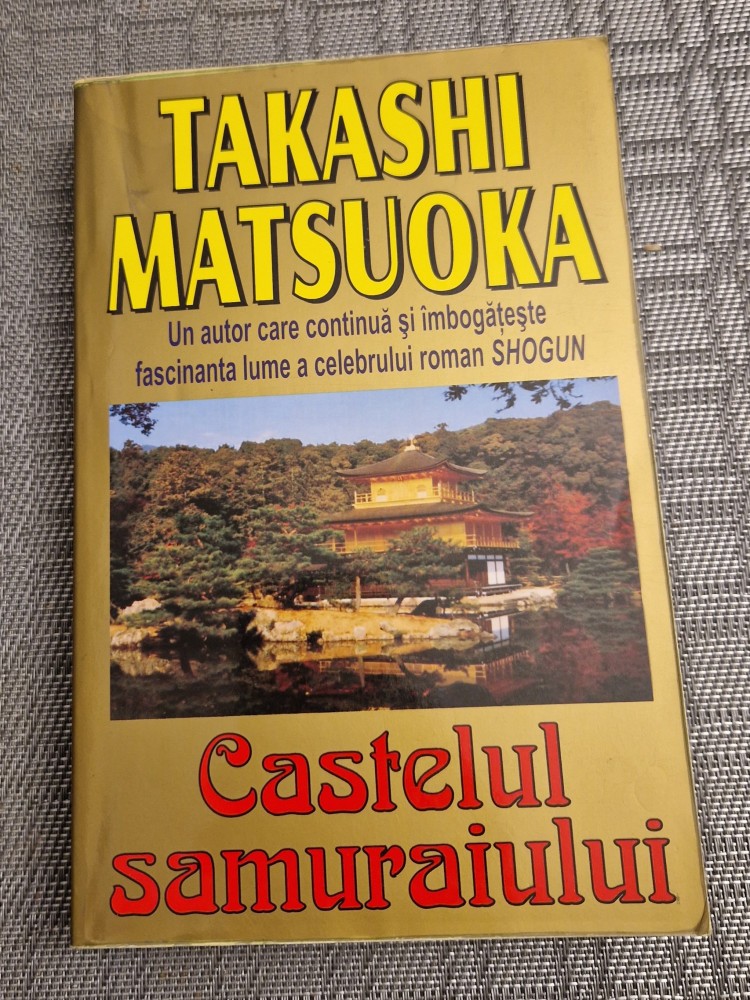 TAKASHI
MATSUOKA
Un autor care continuă şi îmbogăţeşte
fascinanta lume a celebrului roman SHOGUN
Castelul
samuraiului